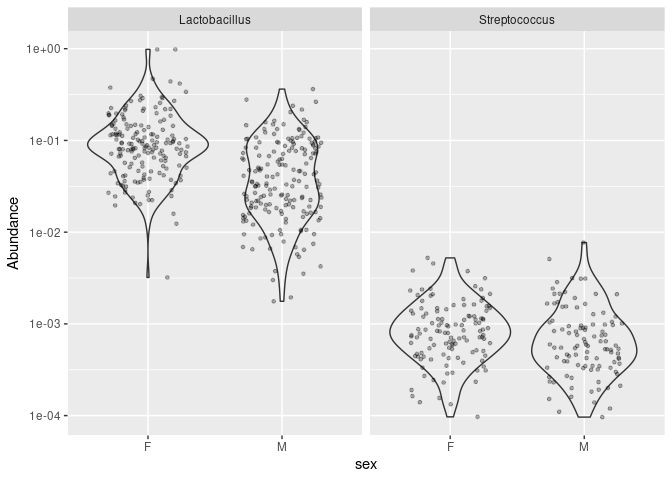 Lactobacillus
Streptococcus
1e+00
1e-01
1e-02
1e-03
1e-04
Abundance
F
M
F
M
sex